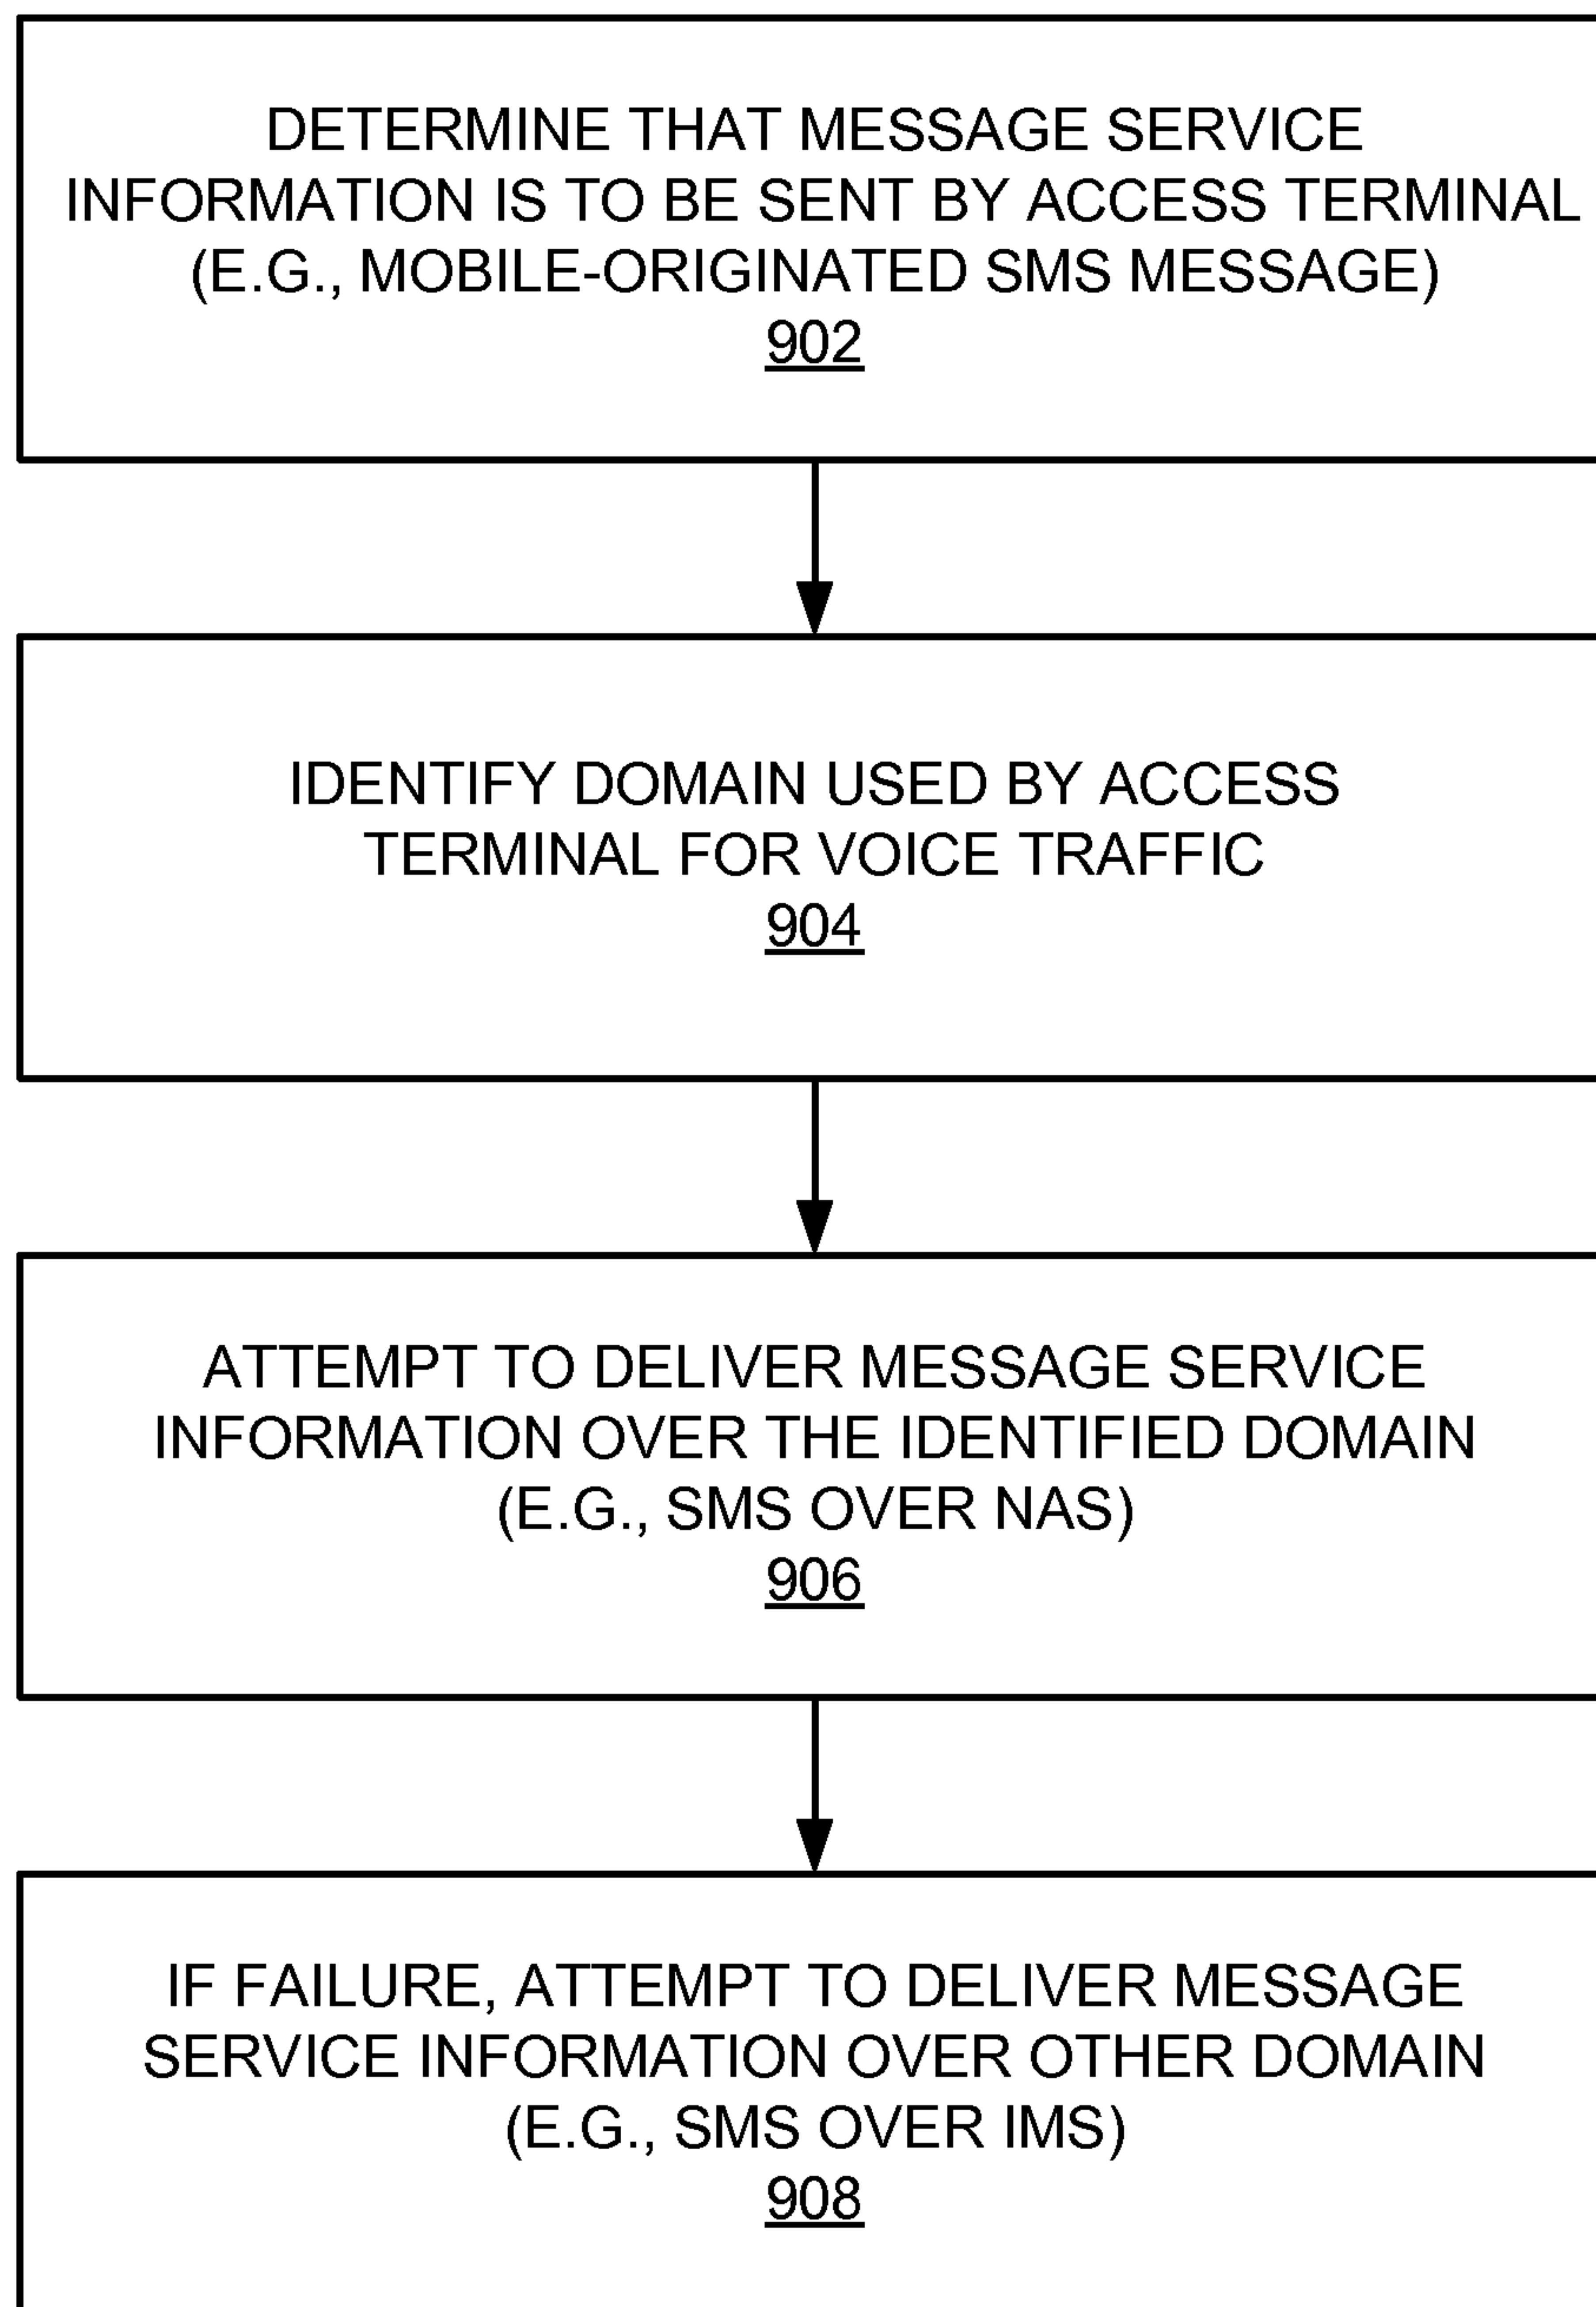 DETERMINE THAT MESSAGE SERVICE
INFORMATION IS TO BE SENT BY ACCESS TERMINAL
(E.G., MOBILE-ORIGINATED SMS MESSAGE)
902
IDENTIFY DOMAIN USED BY ACCESS
TERMINAL FOR VOICE TRAFFIC
904
ATTEMPT TO DELIVER MESSAGE SERVICE
INFORMATION OVER THE IDENTIFIED DOMAIN
(E.G., SMS OVER NAS)
906
IF FAILURE, ATTEMPT TO DELIVER MESSAGE
SERVICE INFORMATION OVER OTHER DOMAIN
(E.G., SMS OVER IMS)
908